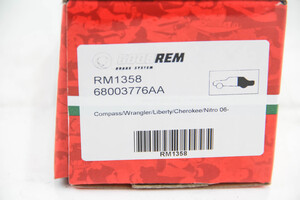 REM
BRAKE SYSTEM
RM1358
68003776AA
Compass/Wrangler/Liberty/Cherokee/Nitro 06-
RM1358